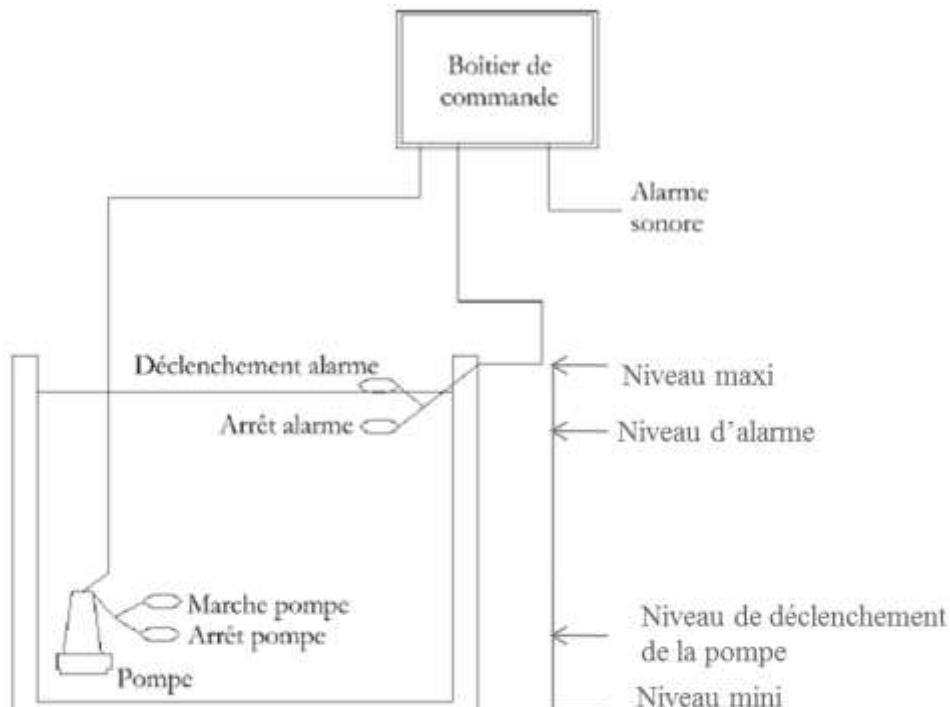 Boîtier de
commande
Alarme
sonore
Déclenchement alarme
Arrêt alarme
Niveau maxi
Niveau d'alarme
Marche pompe
Arrêt pompe
Pompe
Niveau de déclenchement
de la pompe
Niveau mini